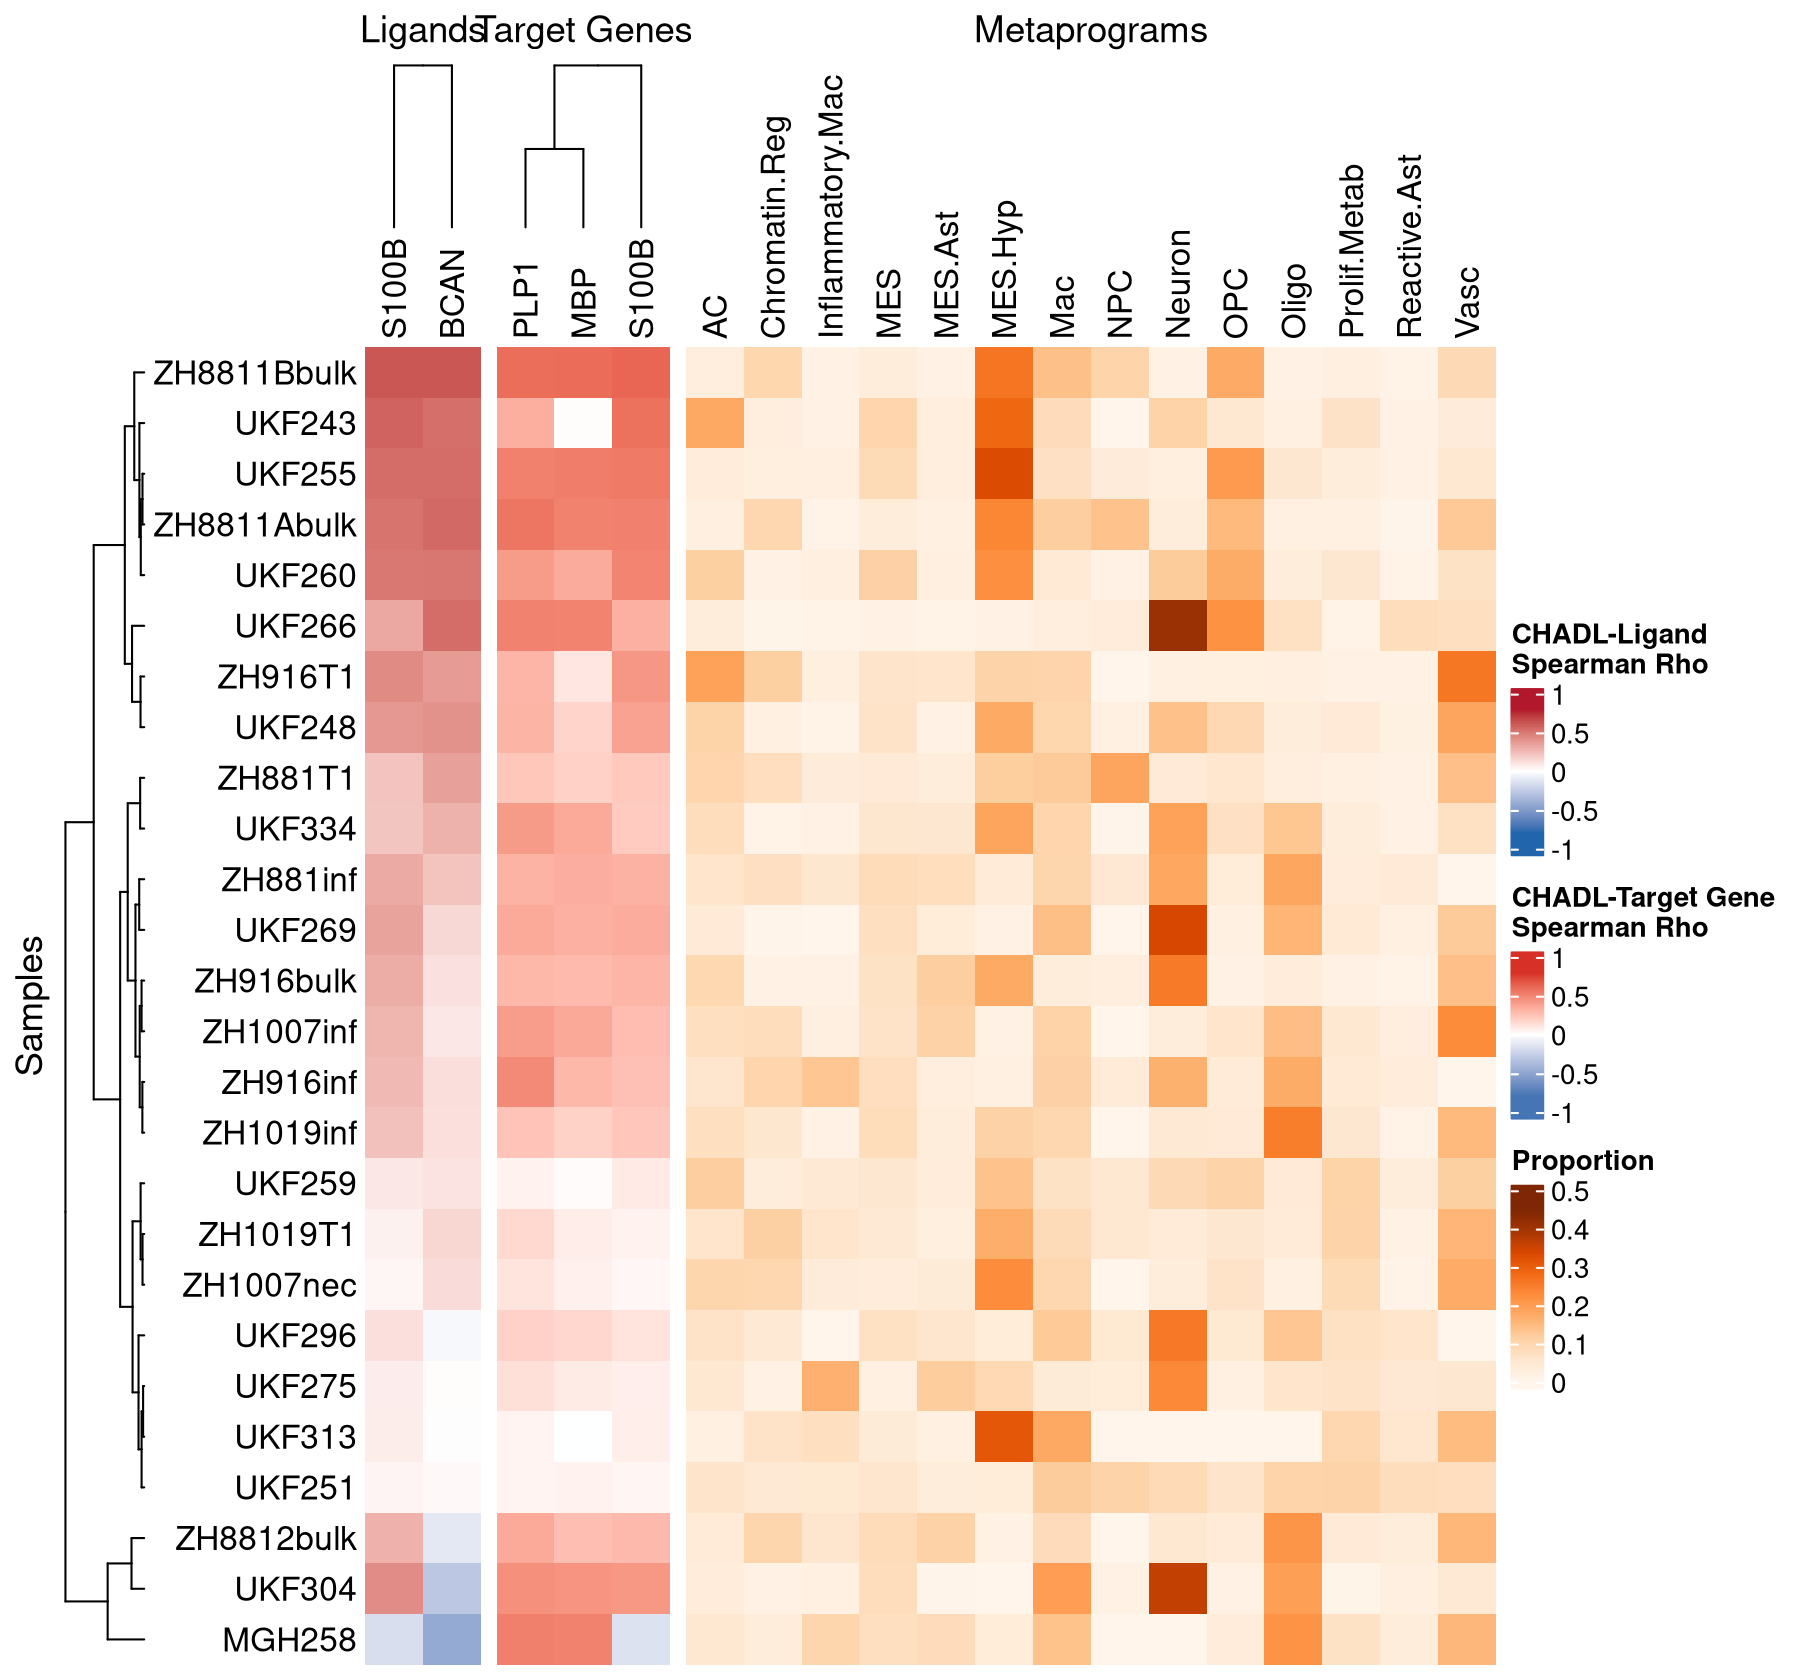 Ligands
Target Genes
Metaprograms
S100B
BCAN
PLP1
MBP
S100B
AC
Chromatin.Reg
Inflammatory.Mac
MES
MES.Ast
MES.Hyp
Mac
NPC
Neuron
OPC
Oligo
Prolif.Metab
Reactive.Ast
Vasc
Samples
ZH8811Bbulk
UKF243
UKF255
ZH8811Abulk
UKF260
UKF266
ZH916T1
UKF248
ZH881T1
UKF334
ZH881inf
UKF269
ZH916bulk
ZH1007inf
ZH916inf
ZH1019inf
UKF259
ZH1019T1
ZH1007nec
UKF296
UKF275
UKF313
UKF251
ZH8812bulk
UKF304
MGH258
CHADL-Ligand
Spearman Rho
1
0.5
0
-0.5
-1
CHADL-Target Gene
Spearman Rho
1
0.5
0
-0.5
-1
Proportion
0.5
0.4
0.3
0.2
0.1
0